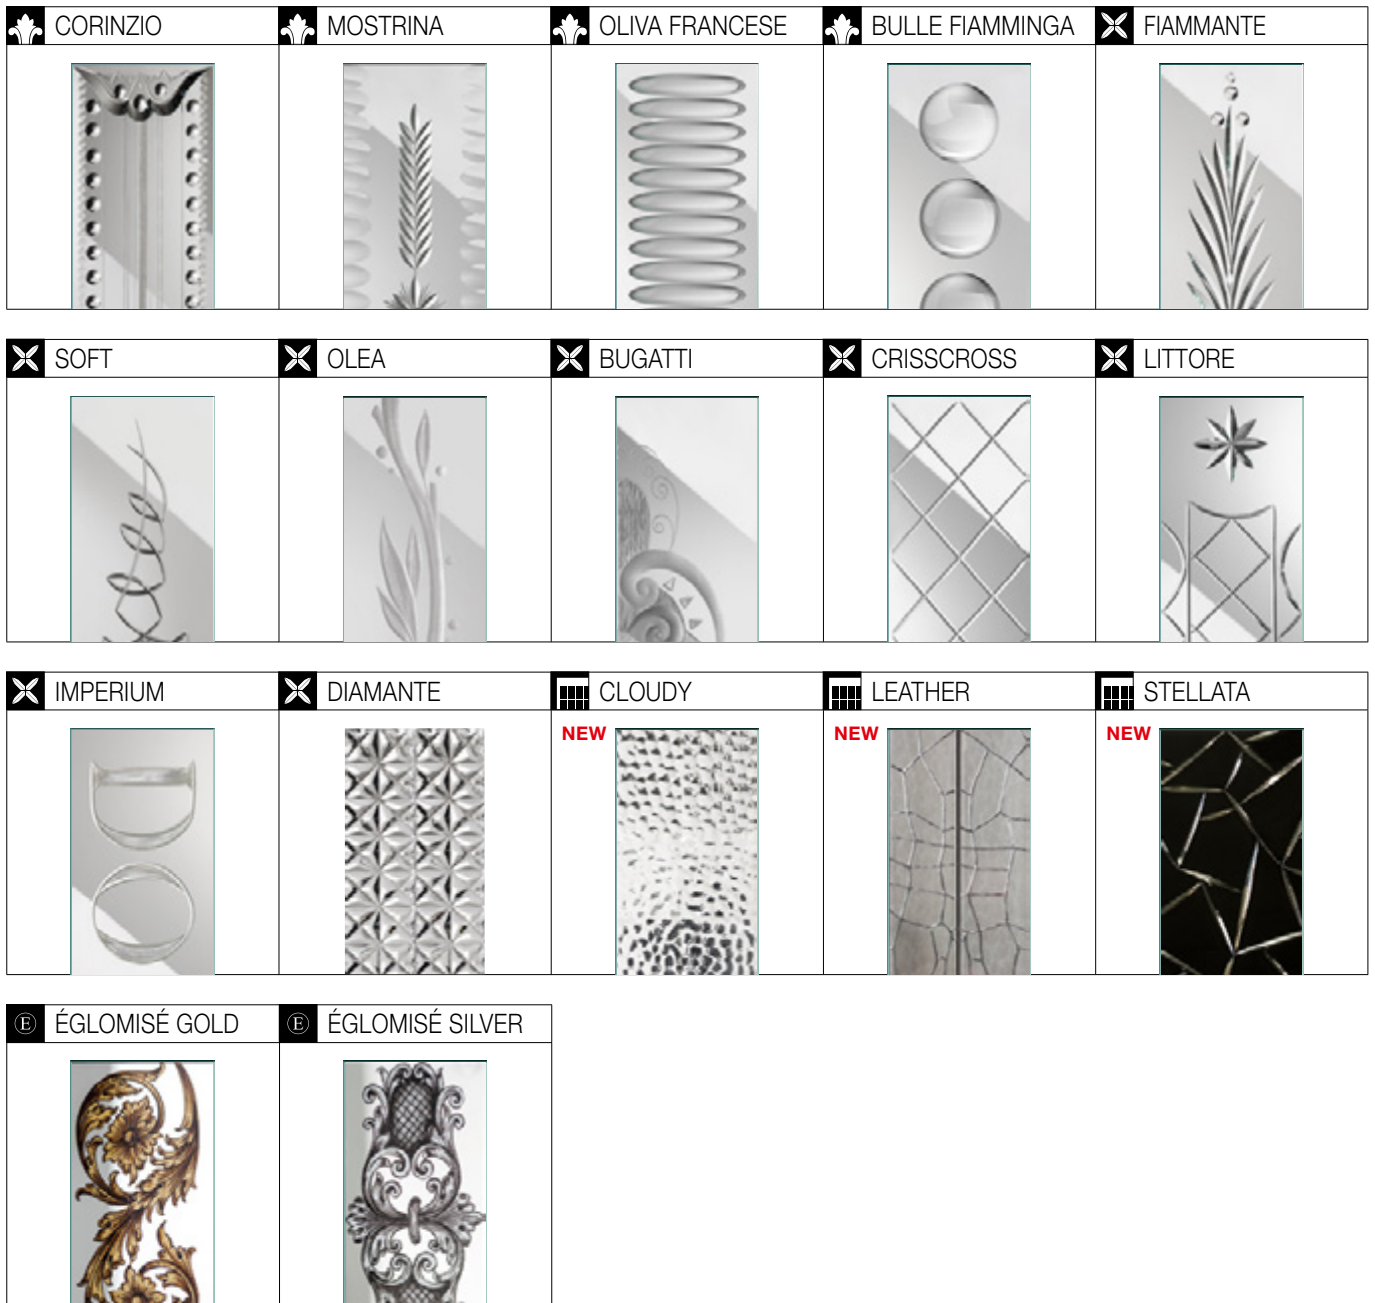 CORINZIO
MOSTRINA
OLIVA FRANCESE
BULLE FIAMMINGA
FIAMMANTE
SOFT
OLEA
BUGATTI
CRISSCROSS
LITTORE
IMPERIUM
DIAMANTE
CLOUDY
LEATHER
STELLATA
NEW
NEW
NEW
E
ÉGLOMISÉ GOLD
E
ÉGLOMISÉ SILVER